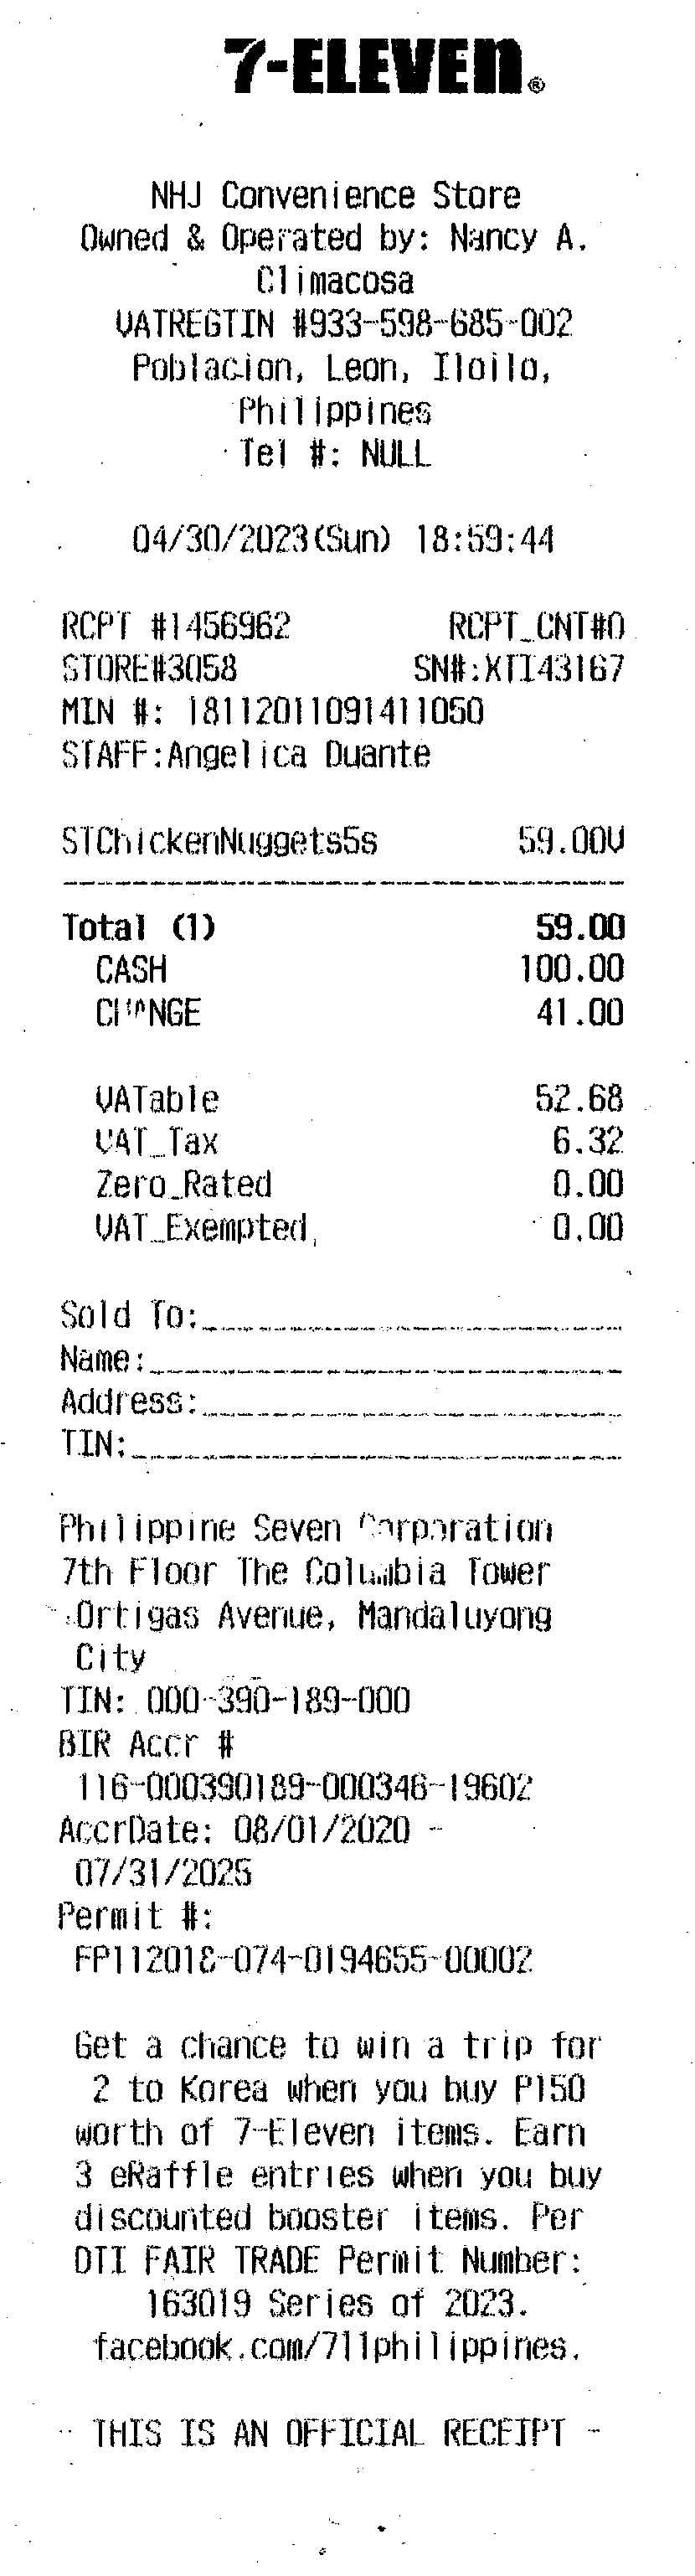 7-ELEVEn®
NHJ Convenience Store
Owned & Operated by: Nancy A.
Climacosa
VATREGTIN #933-598-685-002
Poblacion, Leon, Iloilo,
Philippines
Tel #: NULL
04/30/2023(Sun) 18:59:44
RCPT #1456962 RCPT_CNT#0
STORE#3058 SN#:XTI43167
MIN #: 18112011091411050
STAFF:Angelica Duante
STChickenNuggets5s 59.00V
Total (1) 59.00
CASH 100.00
CHANGE 41.00
VATable 52.68
VAT_Tax 6.32
Zero_Rated 0.00
VAT_Exempted 0.00
Sold To:
Name:
Address:
TIN:
Philippine Seven Corporation
7th Floor The Columbia Tower
Ortigas Avenue, Mandaluyong
City
TIN: 000-390-189-000
BIR Accr #
116-000390189-000346-19602
AccrDate: 08/01/2020 -
07/31/2025
Permit #:
FP112018-074-0194655-00002
Get a chance to win a trip for
2 to Korea when you buy P150
worth of 7-Eleven items. Earn
3 eRaffle entries when you buy
discounted booster items. Per
DTI FAIR TRADE Permit Number:
163019 Series of 2023.
facebook.com/711philippines.
- THIS IS AN OFFICIAL RECEIPT -